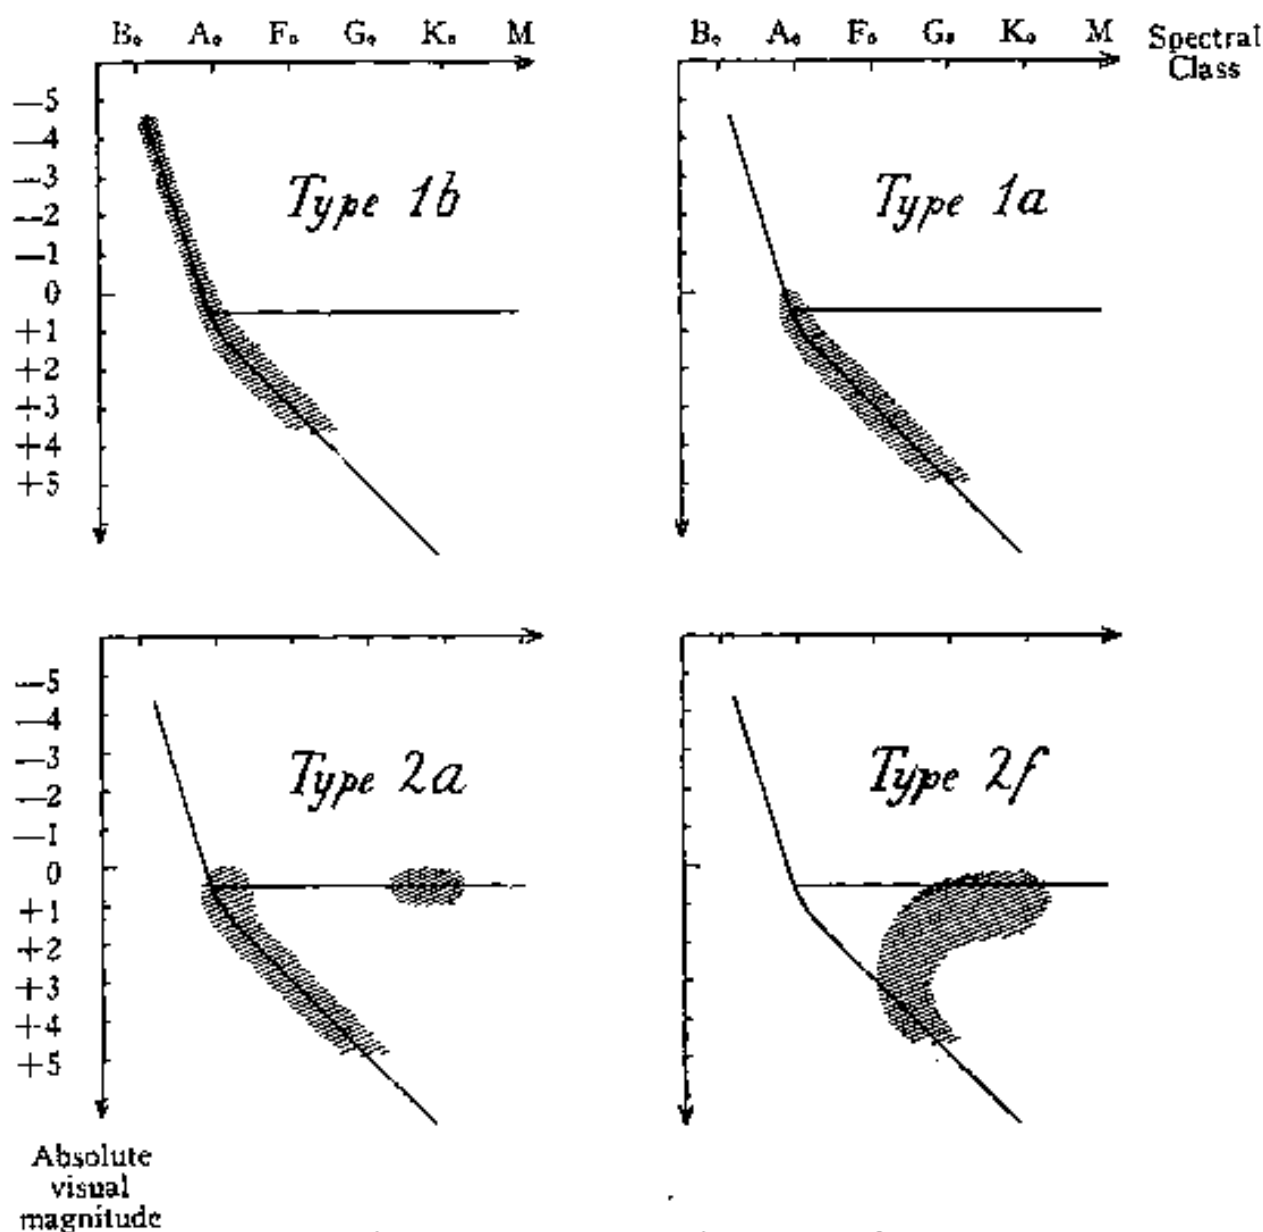 B₀ A₀ F₀ G₀ K₀ M B₀ A₀ F₀ G₀ K₀ M Spectral
Class
—5
—4
—3
—2
—1
0
+1
+2
+3
+4
+5
Type 1b
Type 1a
—5
—4
—3
—2
—1
0
+1
+2
+3
+4
+5
Type 2a
Type 2f
Absolute
visual
magnitude